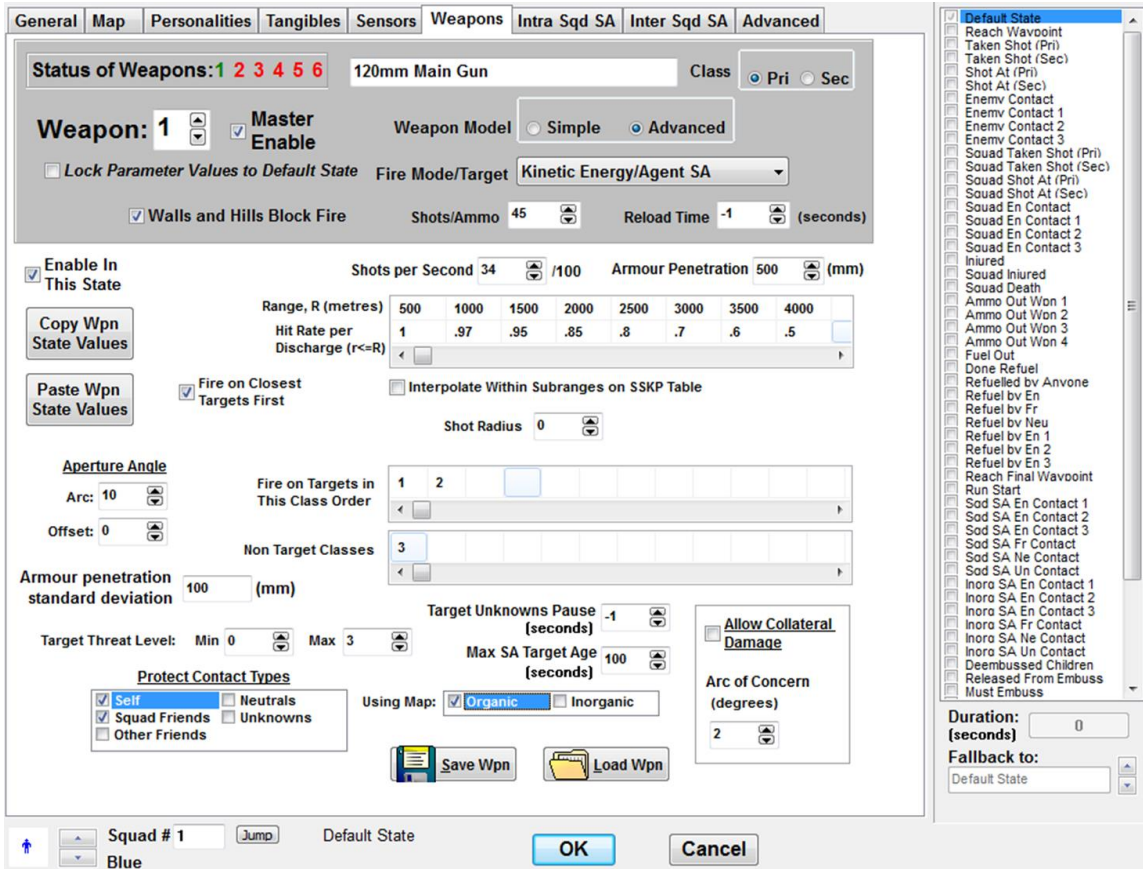 General Map Personalities Tangibles Sensors Weapons Intra Sqd SA Inter Sqd SA Advanced
Status of Weapons: 1 2 3 4 5 6 120mm Main Gun Class Pri Sec
Weapon: 1 Master Enable Weapon Model Simple Advanced
Lock Parameter Values to Default State Fire Mode/Target Kinetic Energy/Agent SA
Walls and Hills Block Fire Shots/Ammo 45 Reload Time -1 (seconds)
Enable In This State Shots per Second 34 /100 Armour Penetration 500 (mm)
Copy Wpn State Values
Range, R (metres) 500 1000 1500 2000 2500 3000 3500 4000
Hit Rate per Discharge (r<=R) 1 .97 .95 .85 .8 .7 .6 .5
Paste Wpn State Values
Fire on Closest Targets First
Interpolate Within Subranges on SSKP Table
Shot Radius 0
Aperture Angle
Arc: 10
Offset: 0
Fire on Targets in This Class Order 1 2
Non Target Classes 3
Armour penetration standard deviation 100 (mm)
Target Threat Level: Min 0 Max 3
Target Unknowns Pause (seconds) -1
Max SA Target Age (seconds) 100
Allow Collateral Damage
Arc of Concern (degrees)
2
Protect Contact Types
Self Neutrals
Squad Friends Unknowns
Other Friends
Using Map: Organic Inorganic
Save Wpn Load Wpn
Squad # 1 Jump Default State
Blue
OK Cancel
Default State
Reach Waypoint
Taken Shot (Pri)
Taken Shot (Sec)
Shot At (Pri)
Shot At (Sec)
Enemy Contact
Enemy Contact 1
Enemy Contact 2
Enemy Contact 3
Squad Taken Shot (Pri)
Squad Taken Shot (Sec)
Squad Shot At (Pri)
Squad Shot At (Sec)
Squad En Contact
Squad En Contact 1
Squad En Contact 2
Squad En Contact 3
Injured
Squad Injured
Squad Death
Ammo Out Wpn 1
Ammo Out Wpn 2
Ammo Out Wpn 3
Ammo Out Wpn 4
Fuel Out
Done Refuel
Refuelled by Anyone
Refuel by En
Refuel by Fr
Refuel by Neu
Refuel by En 1
Refuel by En 2
Refuel by En 3
Reach Final Waypoint
Run Start
Sqd SA En Contact 1
Sqd SA En Contact 2
Sqd SA En Contact 3
Sqd SA Fr Contact
Sqd SA Ne Contact
Sqd SA Un Contact
Inorg SA En Contact 1
Inorg SA En Contact 2
Inorg SA En Contact 3
Inorg SA Fr Contact
Inorg SA Ne Contact
Inorg SA Un Contact
Deembussed Children
Released From Embuss
Must Embuss
Duration: (seconds) 0
Fallback to:
Default State